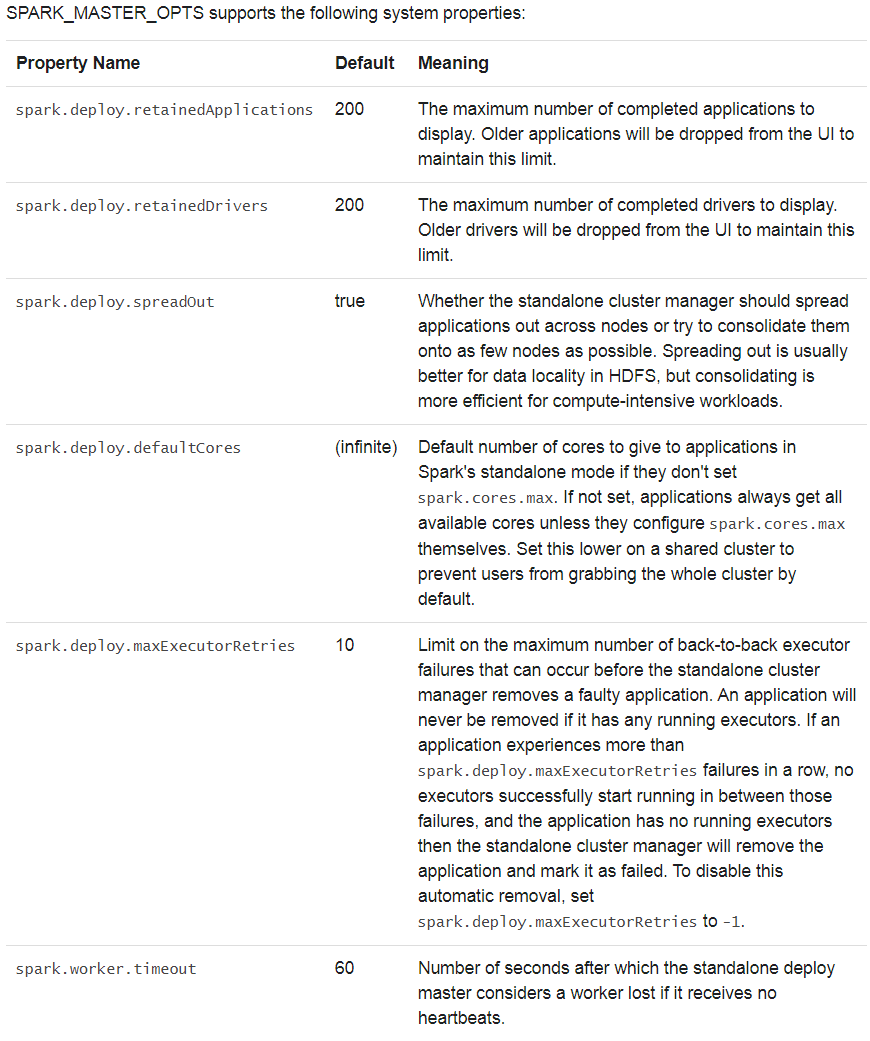 SPARK_MASTER_OPTS supports the following system properties:
Property Name Default Meaning
spark.deploy.retainedApplications 200 The maximum number of completed applications to
display. Older applications will be dropped from the UI to
maintain this limit.
spark.deploy.retainedDrivers 200 The maximum number of completed drivers to display.
Older drivers will be dropped from the UI to maintain this
limit.
spark.deploy.spreadOut true Whether the standalone cluster manager should spread
applications out across nodes or try to consolidate them
onto as few nodes as possible. Spreading out is usually
better for data locality in HDFS, but consolidating is
more efficient for compute-intensive workloads.
spark.deploy.defaultCores (infinite) Default number of cores to give to applications in
Spark's standalone mode if they don't set
spark.cores.max. If not set, applications always get all
available cores unless they configure spark.cores.max
themselves. Set this lower on a shared cluster to
prevent users from grabbing the whole cluster by
default.
spark.deploy.maxExecutorRetries 10 Limit on the maximum number of back-to-back executor
failures that can occur before the standalone cluster
manager removes a faulty application. An application will
never be removed if it has any running executors. If an
application experiences more than
spark.deploy.maxExecutorRetries failures in a row, no
executors successfully start running in between those
failures, and the application has no running executors
then the standalone cluster manager will remove the
application and mark it as failed. To disable this
automatic removal, set
spark.deploy.maxExecutorRetries to -1.
spark.worker.timeout 60 Number of seconds after which the standalone deploy
master considers a worker lost if it receives no
heartbeats.